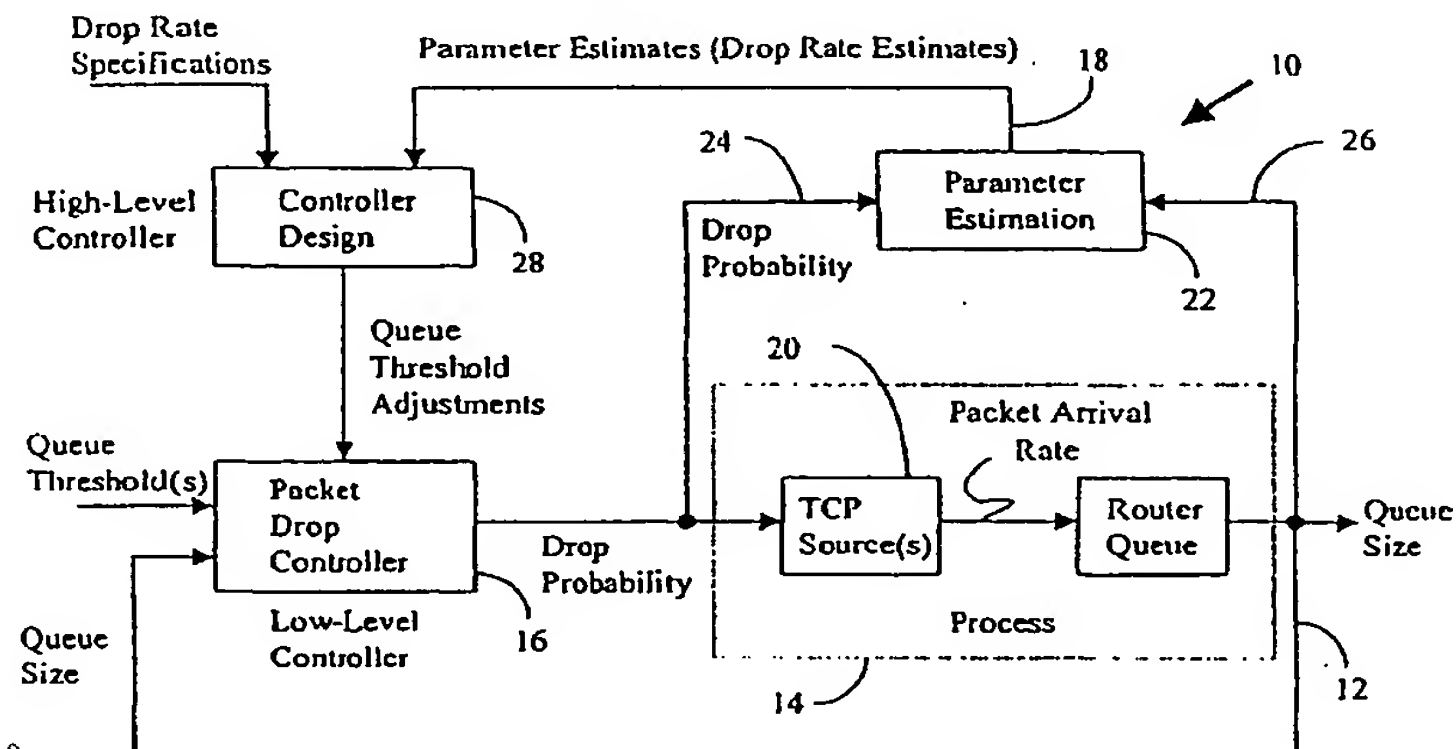 Drop Rate
Specifications
Parameter Estimates (Drop Rate Estimates)
18
10
24
26
High-Level
Controller
Controller
Design
28
Parameter
Estimation
22
Drop
Probability
Queue
Threshold
Adjustments
20
Queue
Threshold(s)
Packet
Drop
Controller
Drop
Probability
Packet Arrival
Rate
TCP
Source(s)
Router
Queue
Queue
Size
Process
Queue
Size
Low-Level
Controller
16
14
12